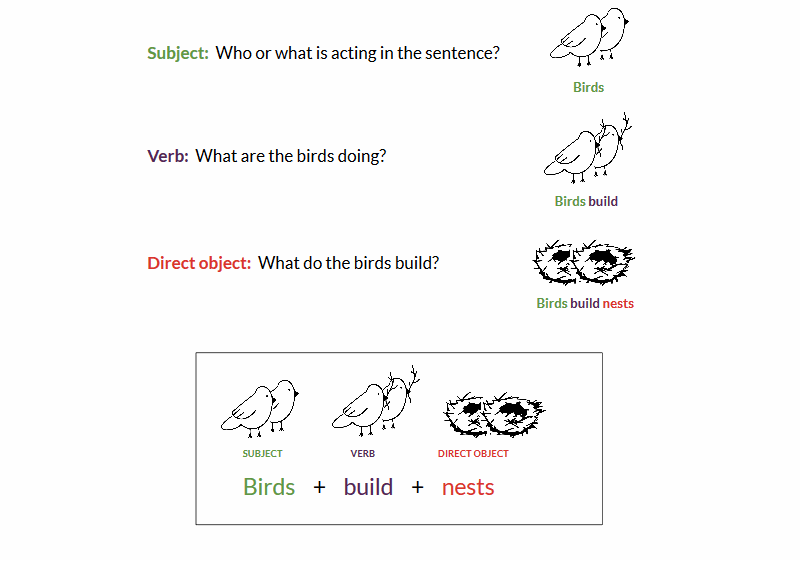 Subject: Who or what is acting in the sentence?
Birds
Verb: What are the birds doing?
Birds build
Direct object: What do the birds build?
Birds build nests
SUBJECT VERB DIRECT OBJECT
Birds + build + nests